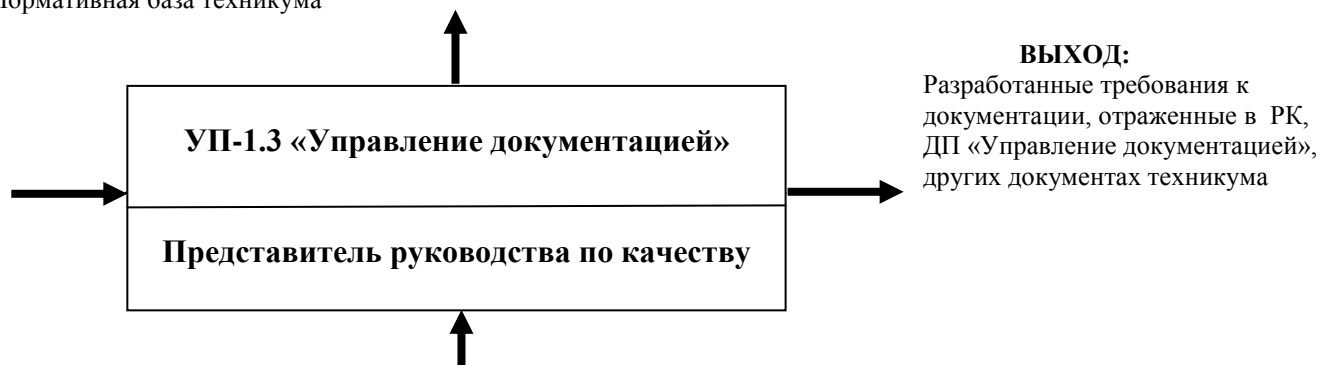 Нормативная база техникума
ВЫХОД:
Разработанные требования к
документации, отраженные в РК,
ДП «Управление документацией»,
других документах техникума
УП-1.3 «Управление документацией»
Представитель руководства по качеству